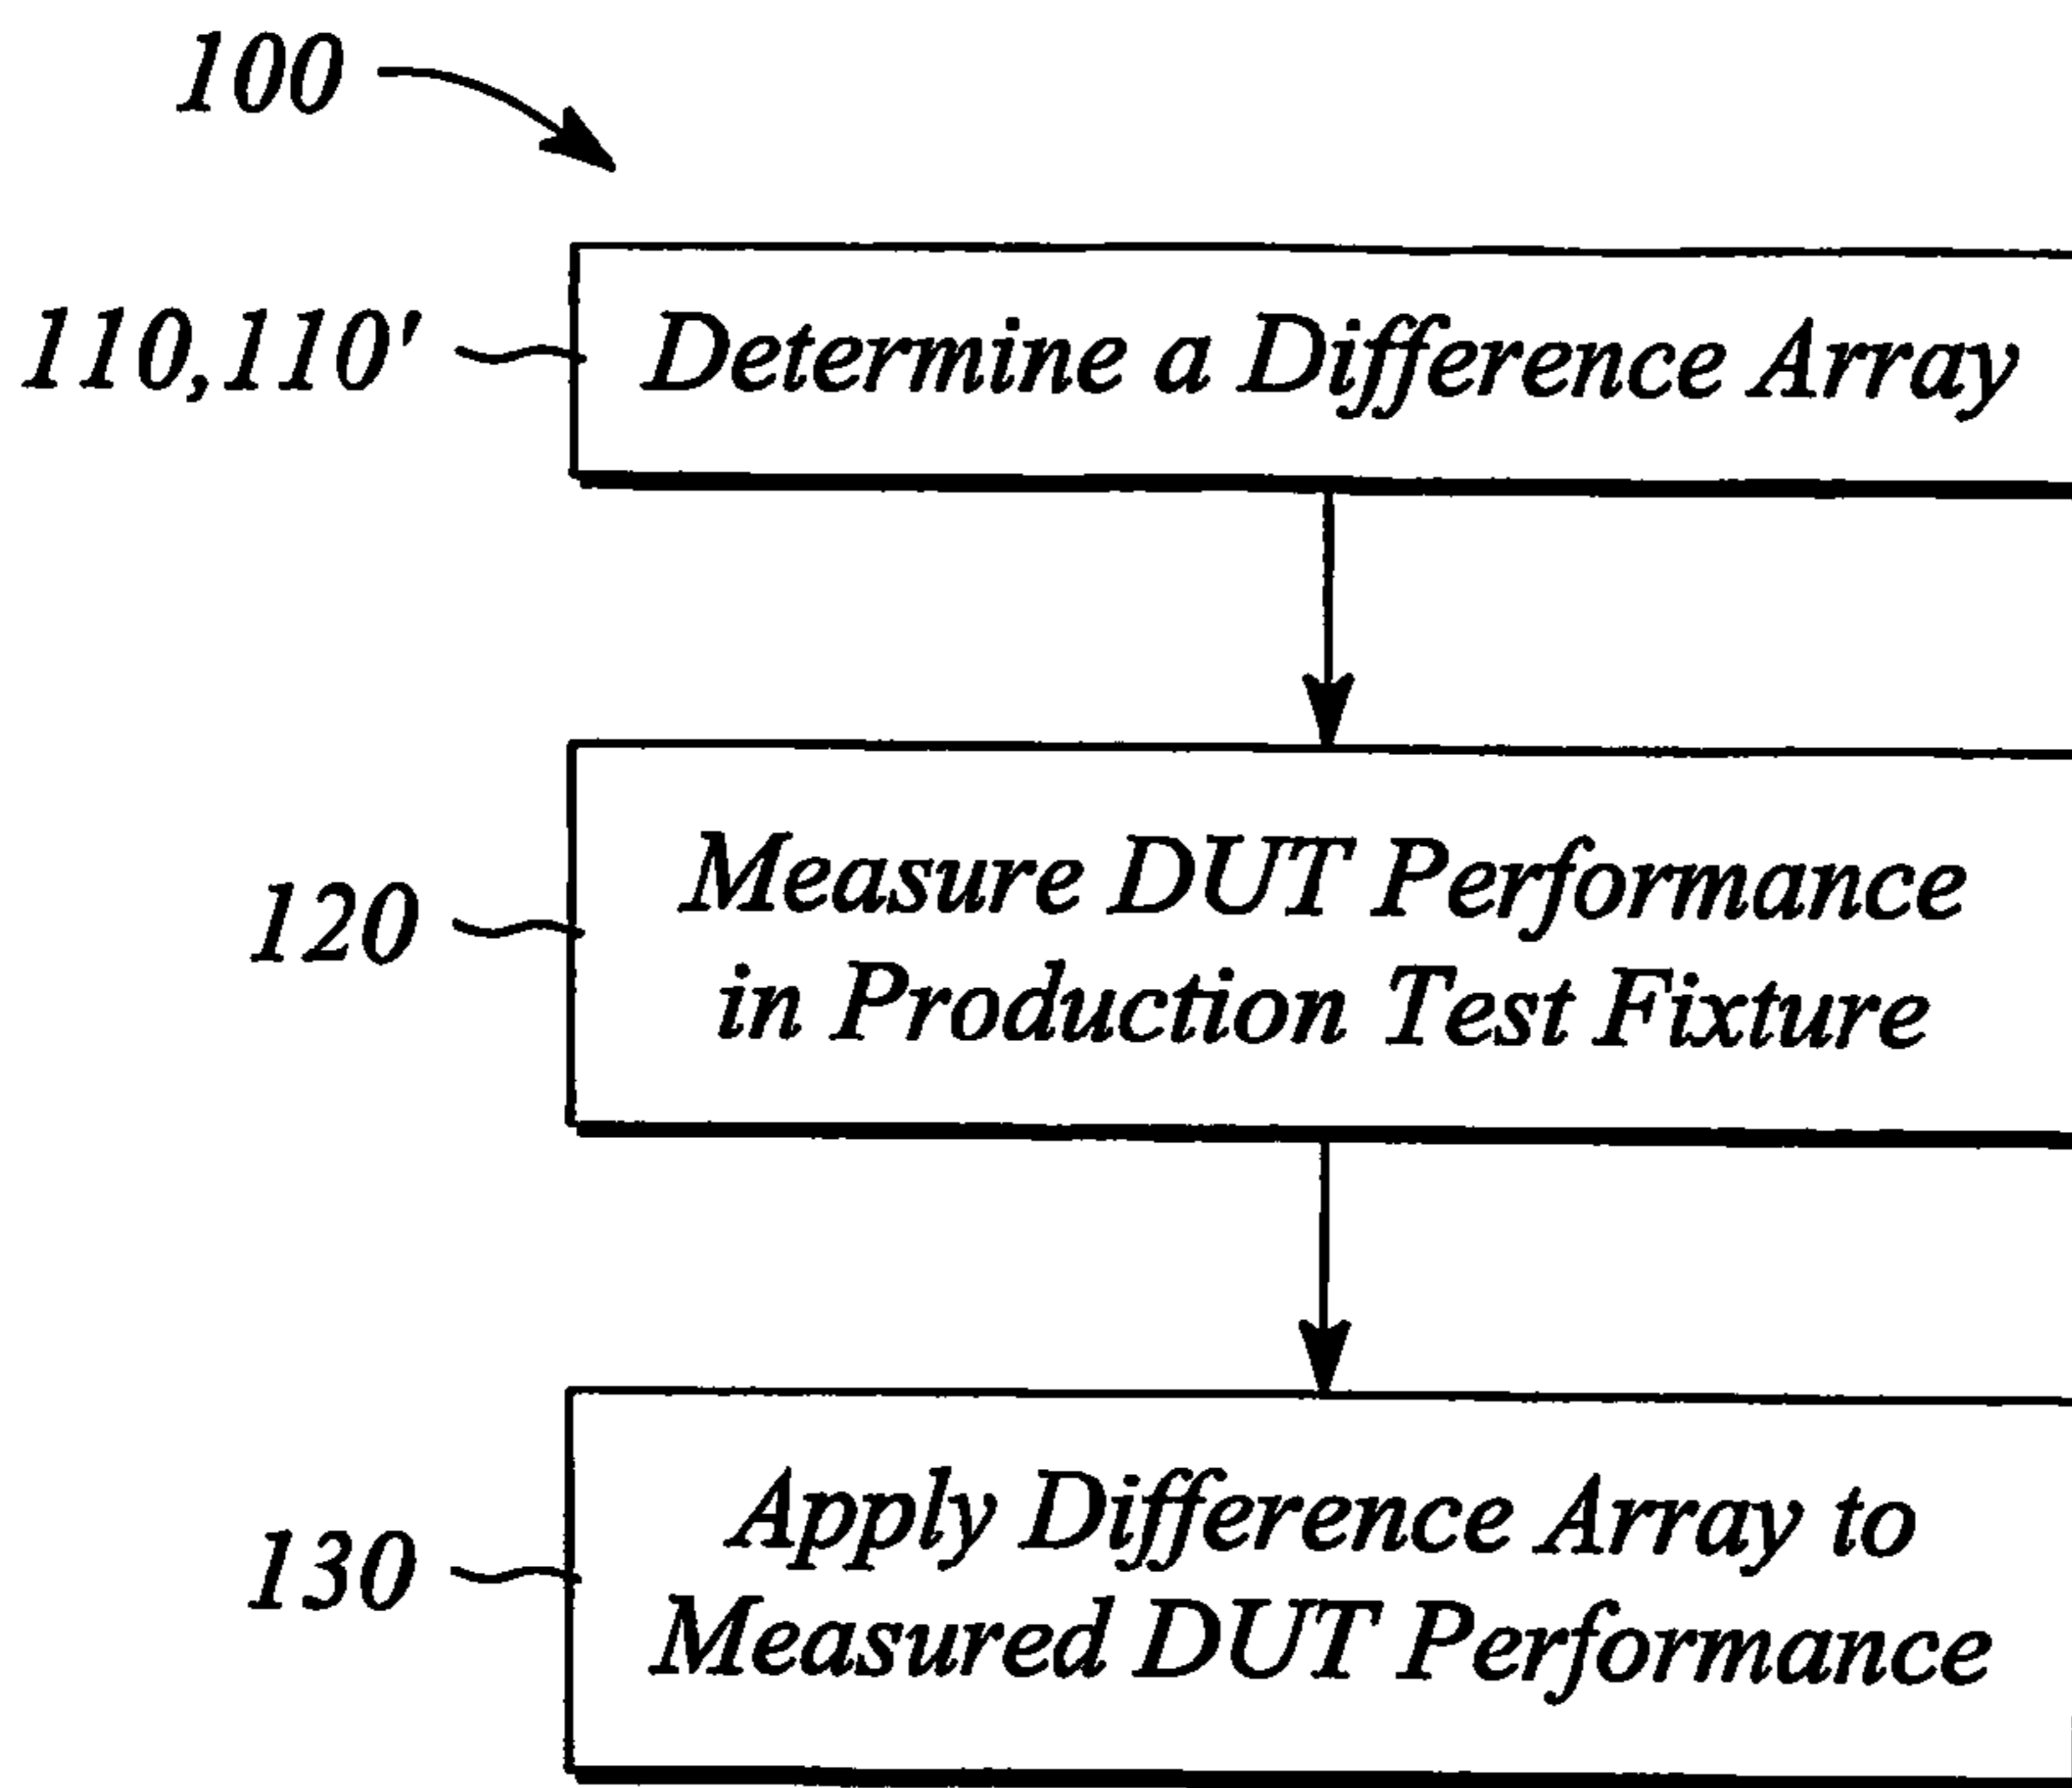 100
110,110'
Determine a Difference Array
120
Measure DUT Performance
in Production Test Fixture
130
Apply Difference Array to
Measured DUT Performance